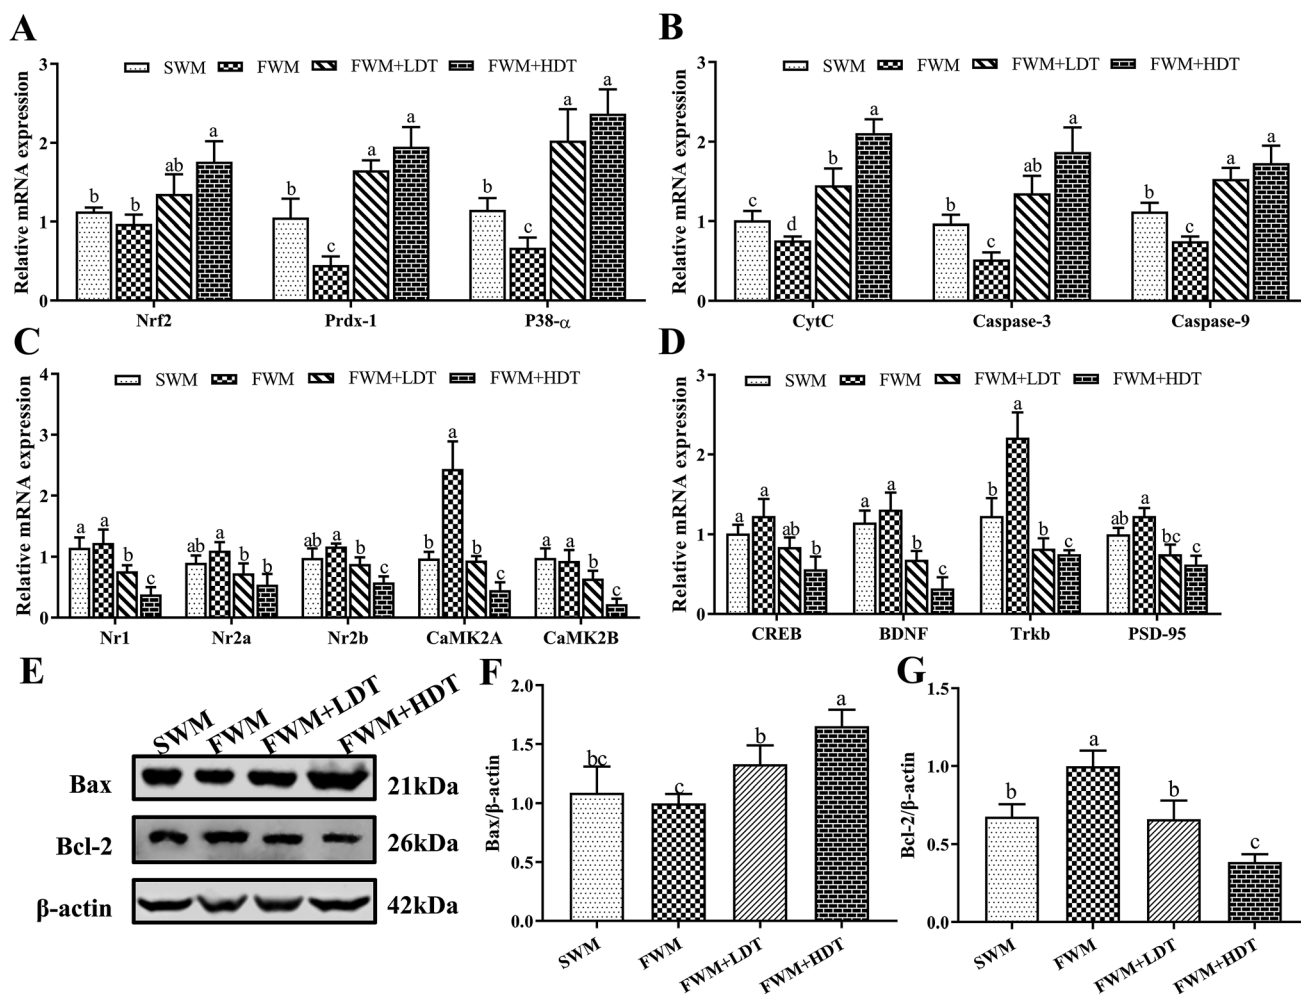 A
SWM FWM FWM+LDT FWM+HDT
Relative mRNA expression
3
2
1
0
b b ab a
b c a a
b c a a
Nrf2 Prdx-1 P38-α
B
SWM FWM FWM+LDT FWM+HDT
Relative mRNA expression
3
2
1
0
c d b a
b c ab a
b c a a
CytC Caspase-3 Caspase-9
C
SWM FWM FWM+LDT FWM+HDT
Relative mRNA expression
4
3
2
1
0
a a b c
ab a b b
ab a b c
b a b c
a a b c
Nr1 Nr2a Nr2b CaMK2A CaMK2B
D
SWM FWM FWM+LDT FWM+HDT
Relative mRNA expression
3
2
1
0
a a ab b
a a b c
b a b b
ab a bc c
CREB BDNF Trkb PSD-95
E
SWM FWM FWM+LDT FWM+HDT
Bax 21kDa
Bcl-2 26kDa
β-actin 42kDa
F
Bax/β-actin
2.0
1.5
1.0
0.5
0.0
bc c b a
SWM FWM FWM+LDT FWM+HDT
G
Bcl-2/β-actin
1.5
1.0
0.5
0.0
b a b c
SWM FWM FWM+LDT FWM+HDT